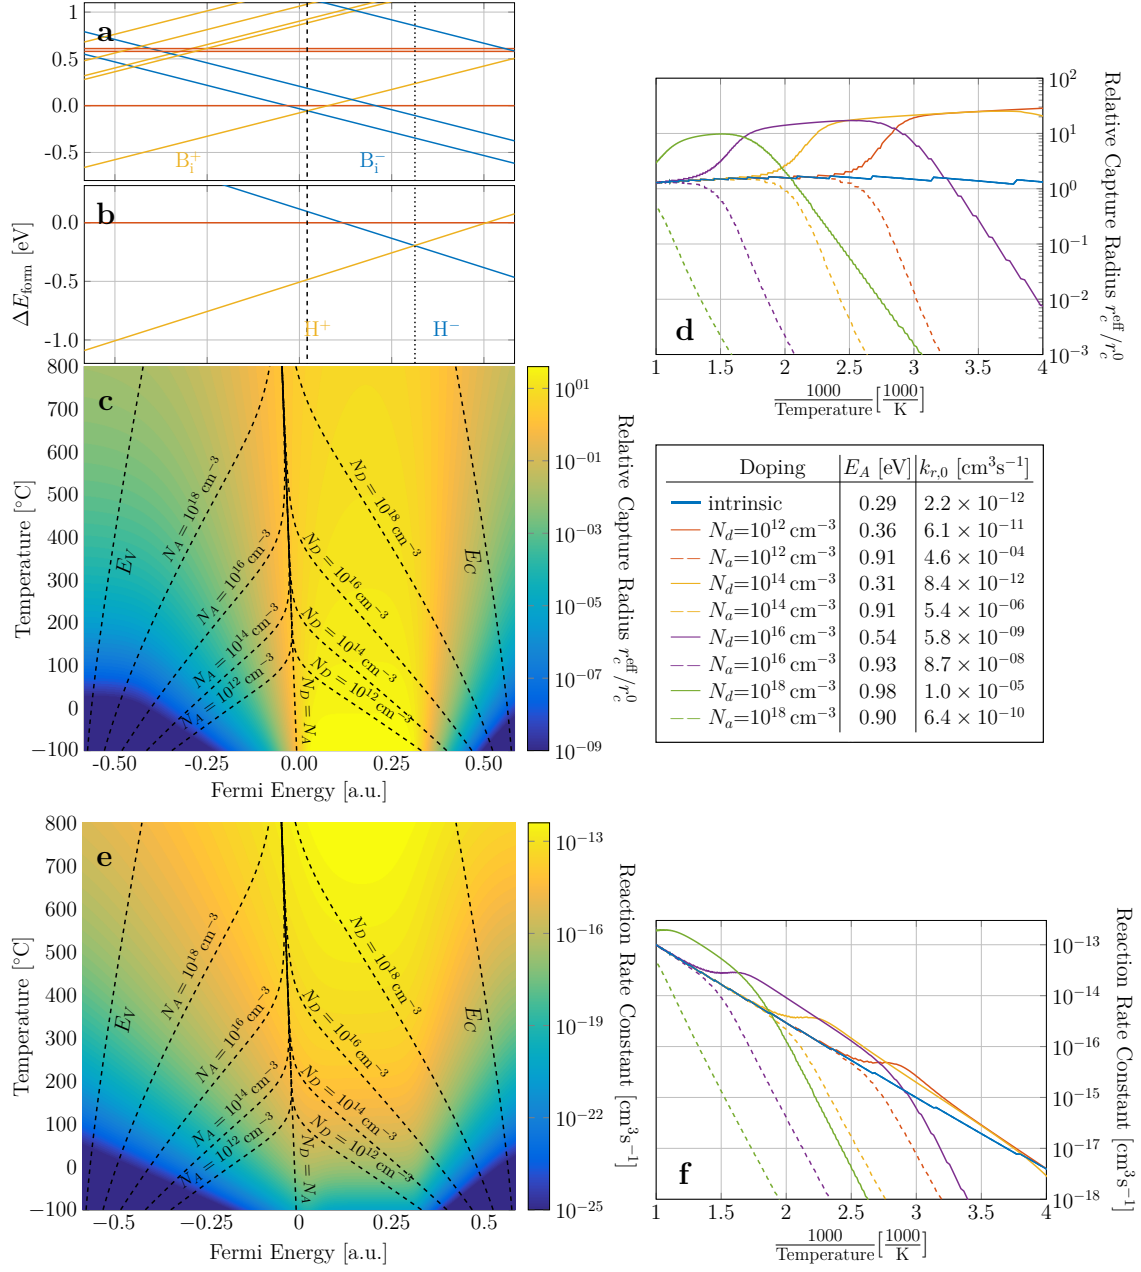 a
1
0.5
0.0
-0.5
B_i^+
B_i^-
b
0.0
-0.5
-1.0
ΔE_form [eV]
H^+
H^-
c
800
700
600
500
400
300
200
100
0
−100
Temperature [°C]
E_V
N_A = 10^18 cm^−3
N_A = 10^16 cm^−3
N_A = 10^14 cm^−3
N_A = 10^12 cm^−3
N_D = N_A
N_D = 10^18 cm^−3
N_D = 10^16 cm^−3
N_D = 10^14 cm^−3
N_D = 10^12 cm^−3
E_C
-0.50
-0.25
0.00
0.25
0.50
Fermi Energy [a.u.]
10^01
10^−01
10^−03
10^−05
10^−07
10^−09
Relative Capture Radius r_c^eff/r_c^0
d
10^2
10^1
10^0
10^−1
10^−2
10^−3
Relative Capture Radius r_c^eff/r_c^0
1 1.5 2 2.5 3 3.5 4
1000/Temperature [1000/K]
Doping E_A [eV] k_r,0 [cm^3s^−1]
intrinsic 0.29 2.2 × 10^−12
N_d=10^12 cm^−3 0.36 6.1 × 10^−11
N_a=10^12 cm^−3 0.91 4.6 × 10^−04
N_d=10^14 cm^−3 0.31 8.4 × 10^−12
N_a=10^14 cm^−3 0.91 5.4 × 10^−06
N_d=10^16 cm^−3 0.54 5.8 × 10^−09
N_a=10^16 cm^−3 0.93 8.7 × 10^−08
N_d=10^18 cm^−3 0.98 1.0 × 10^−05
N_a=10^18 cm^−3 0.90 6.4 × 10^−10
e
800
700
600
500
400
300
200
100
0
−100
Temperature [°C]
E_V
N_A = 10^18 cm^−3
N_A = 10^16 cm^−3
N_A = 10^14 cm^−3
N_A = 10^12 cm^−3
N_D = N_A
N_D = 10^18 cm^−3
N_D = 10^16 cm^−3
N_D = 10^14 cm^−3
N_D = 10^12 cm^−3
E_C
−0.5
−0.25
0
0.25
0.5
Fermi Energy [a.u.]
10^−13
10^−16
10^−19
10^−22
10^−25
Reaction Rate Constant [cm^3s^−1]
f
10^−13
10^−14
10^−16
10^−15
10^−17
10^−18
Reaction Rate Constant [cm^3s^−1]
1 1.5 2 2.5 3 3.5 4
1000/Temperature [1000/K]